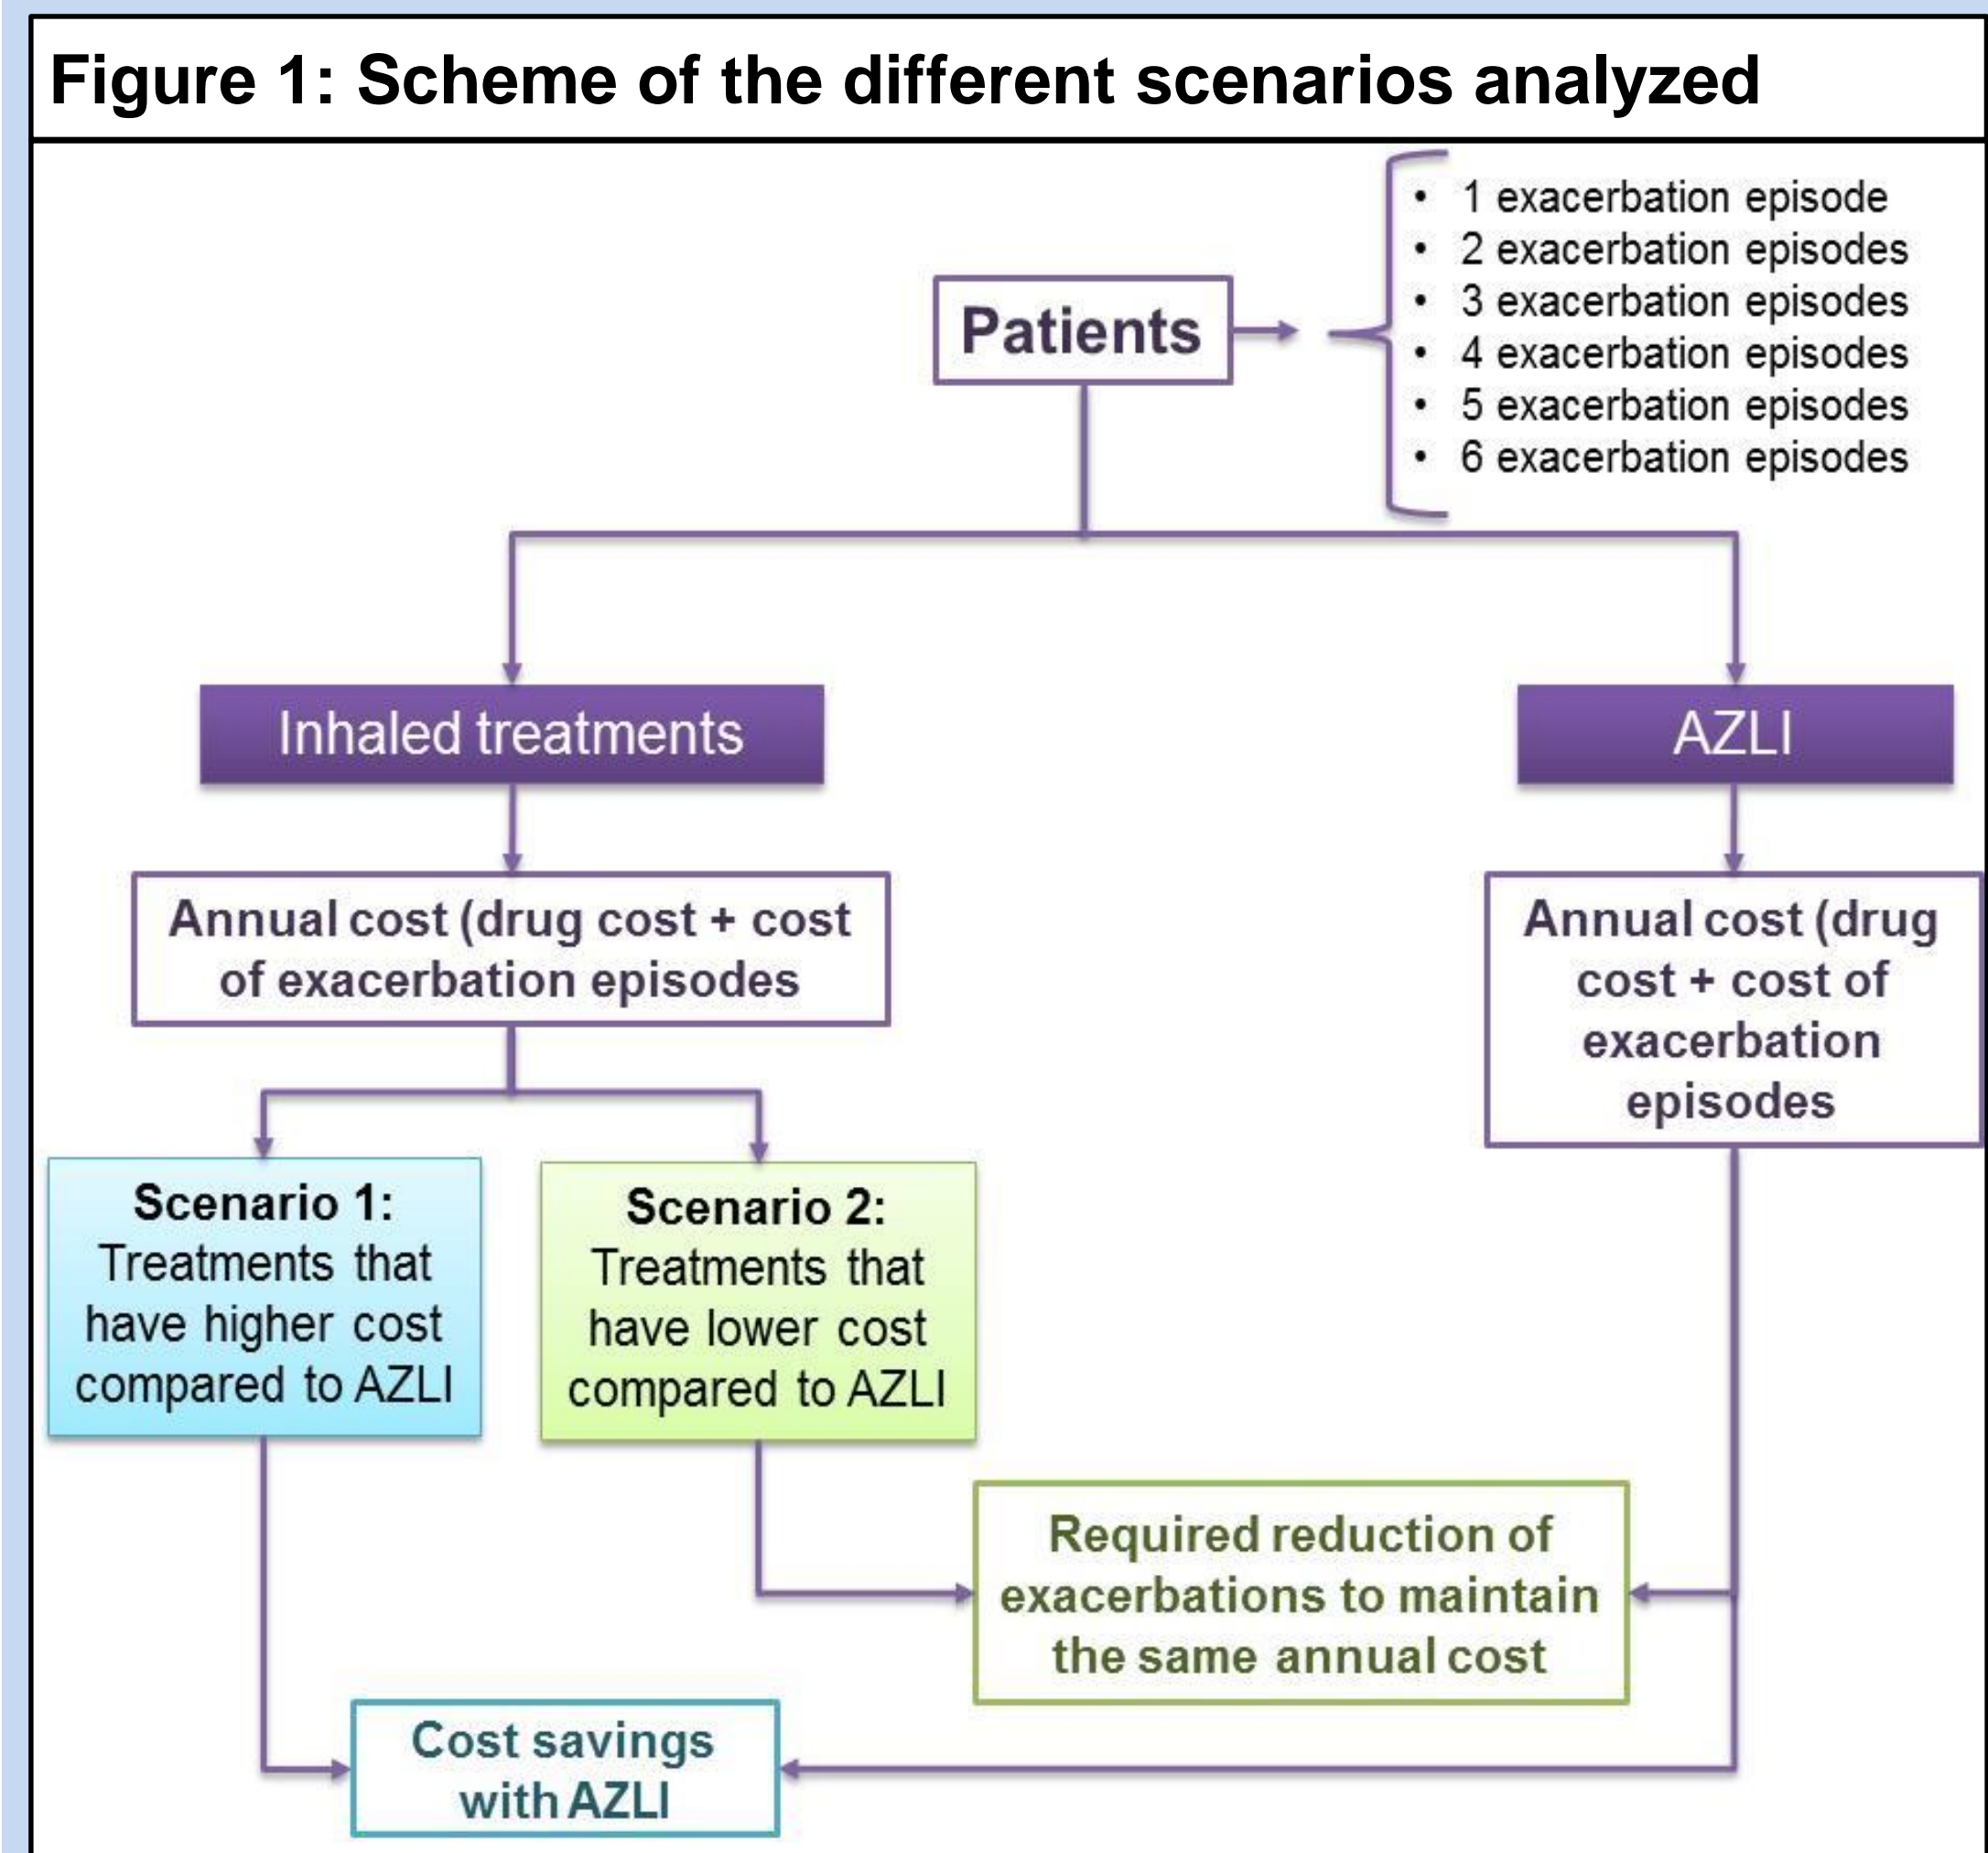 Figure 1: Scheme of the different scenarios analyzed
Patients
• 1 exacerbation episode
• 2 exacerbation episodes
• 3 exacerbation episodes
• 4 exacerbation episodes
• 5 exacerbation episodes
• 6 exacerbation episodes
Inhaled treatments
AZLI
Annual cost (drug cost + cost
of exacerbation episodes
Annual cost (drug
cost + cost of
exacerbation
episodes
Scenario 1:
Treatments that
have higher cost
compared to AZLI
Scenario 2:
Treatments that
have lower cost
compared to AZLI
Required reduction of
exacerbations to maintain
the same annual cost
Cost savings
with AZLI